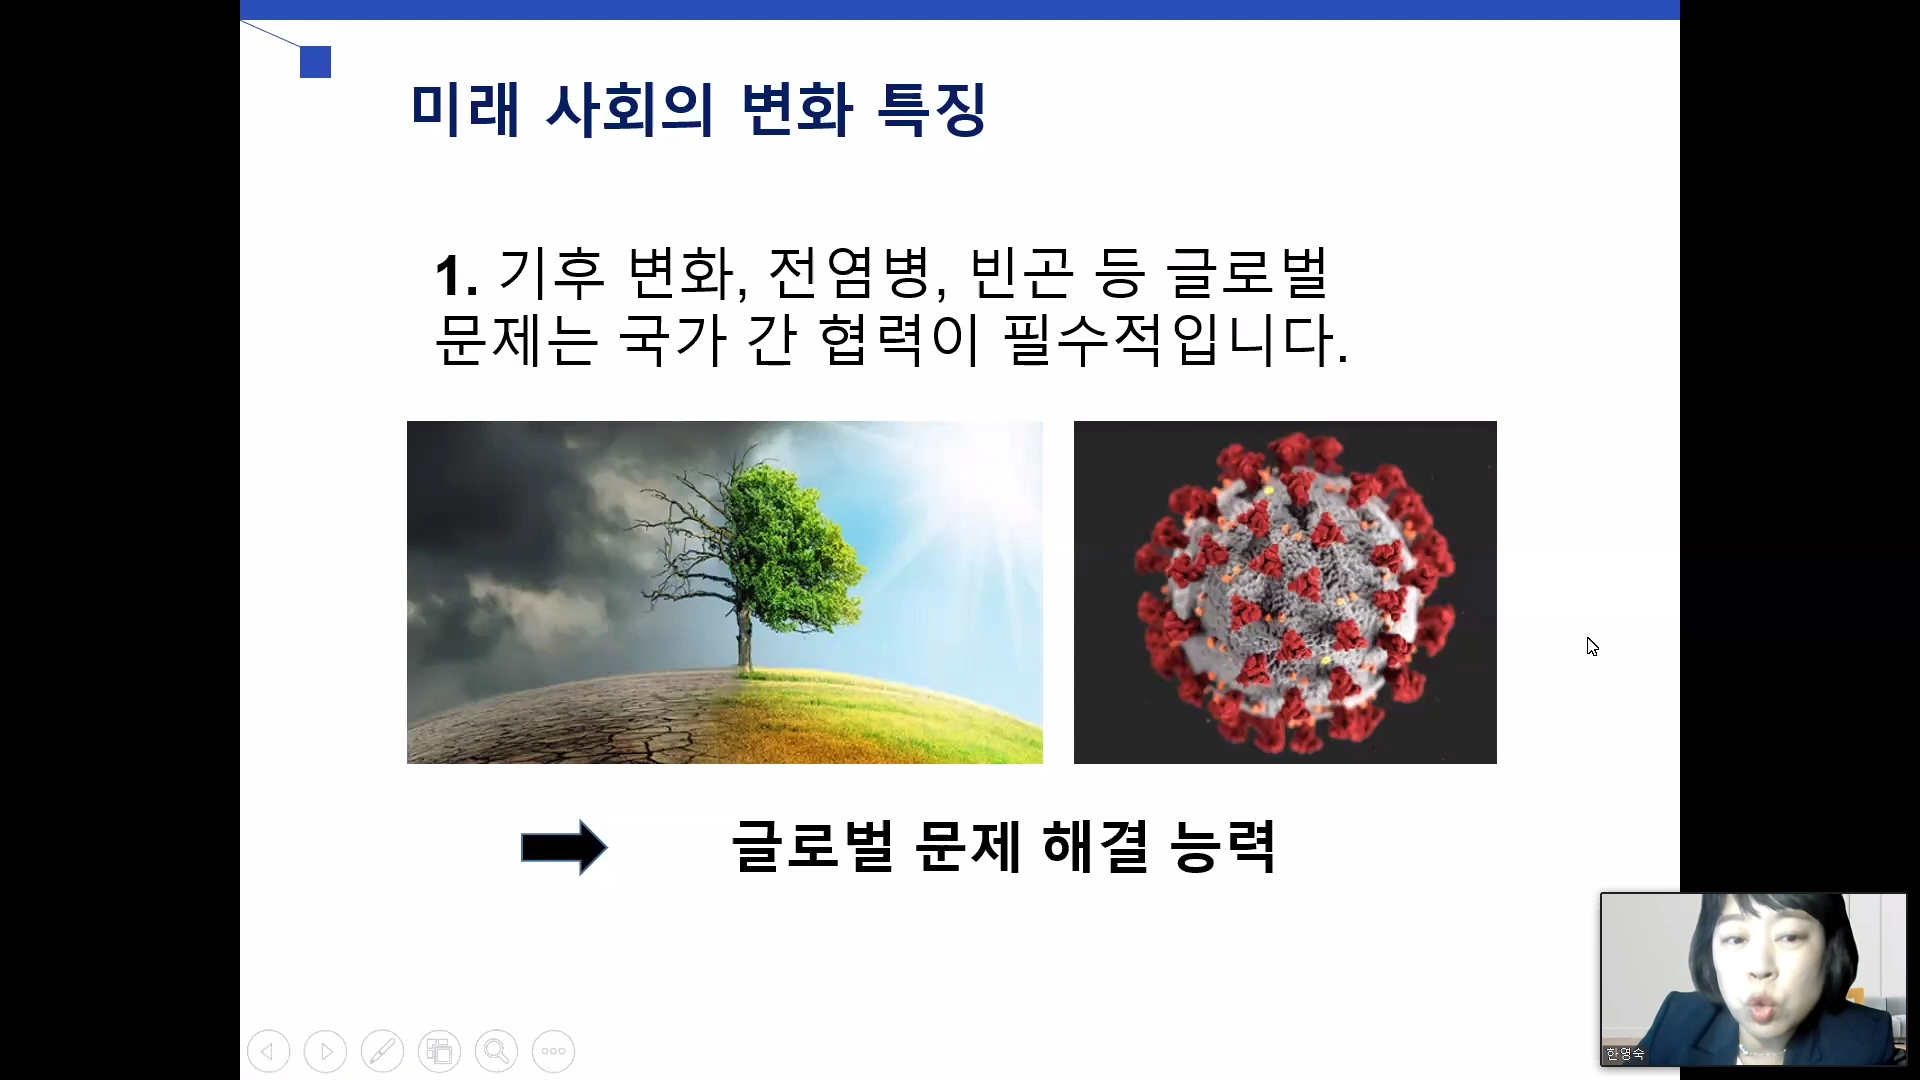 미래 사회의 변화 특징
1. 기후 변화, 전염병, 빈곤 등 글로벌
문제는 국가 간 협력이 필수적입니다.
글로벌 문제 해결 능력
한영숙